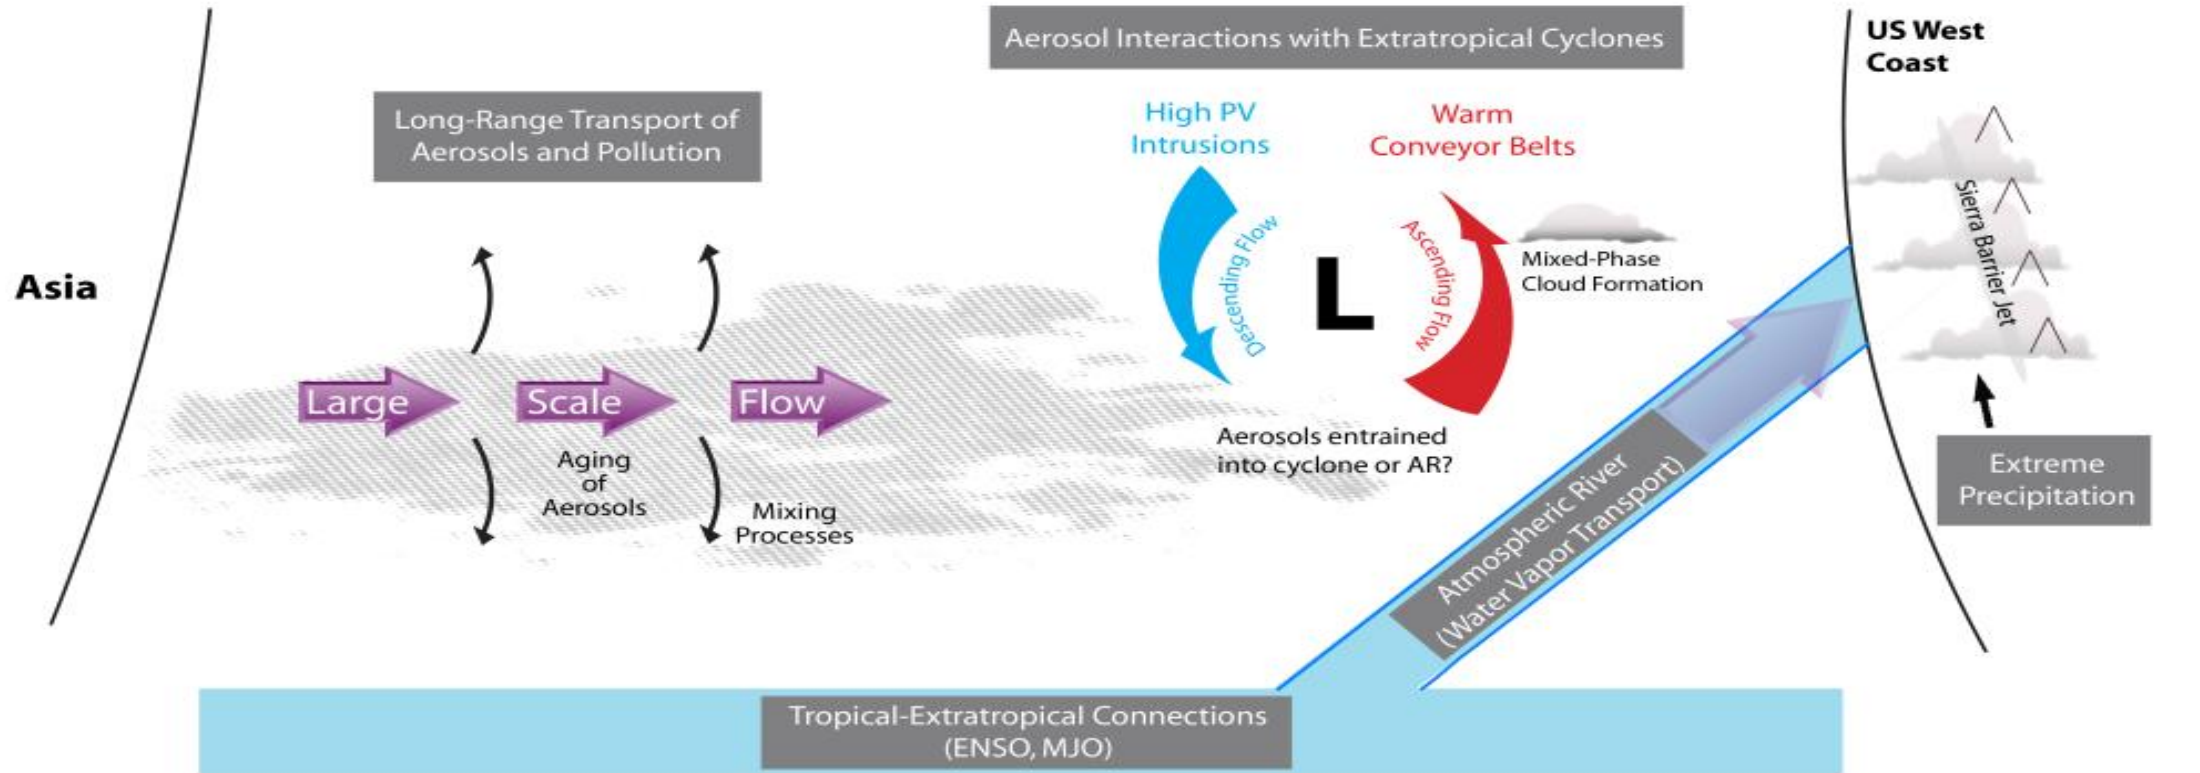 Asia
Long-Range Transport of
Aerosols and Pollution
Large
Scale
Flow
Aging
of
Aerosols
Mixing
Processes
Aerosol Interactions with Extratropical Cyclones
High PV
Intrusions
Warm
Conveyor Belts
Descending Flow
L
Ascending Flow
Mixed-Phase
Cloud Formation
Aerosols entrained
into cyclone or AR?
Atmospheric River
(Water Vapor Transport)
US West
Coast
Sierra Barrier Jet
Extreme
Precipitation
Tropical-Extratropical Connections
(ENSO, MJO)